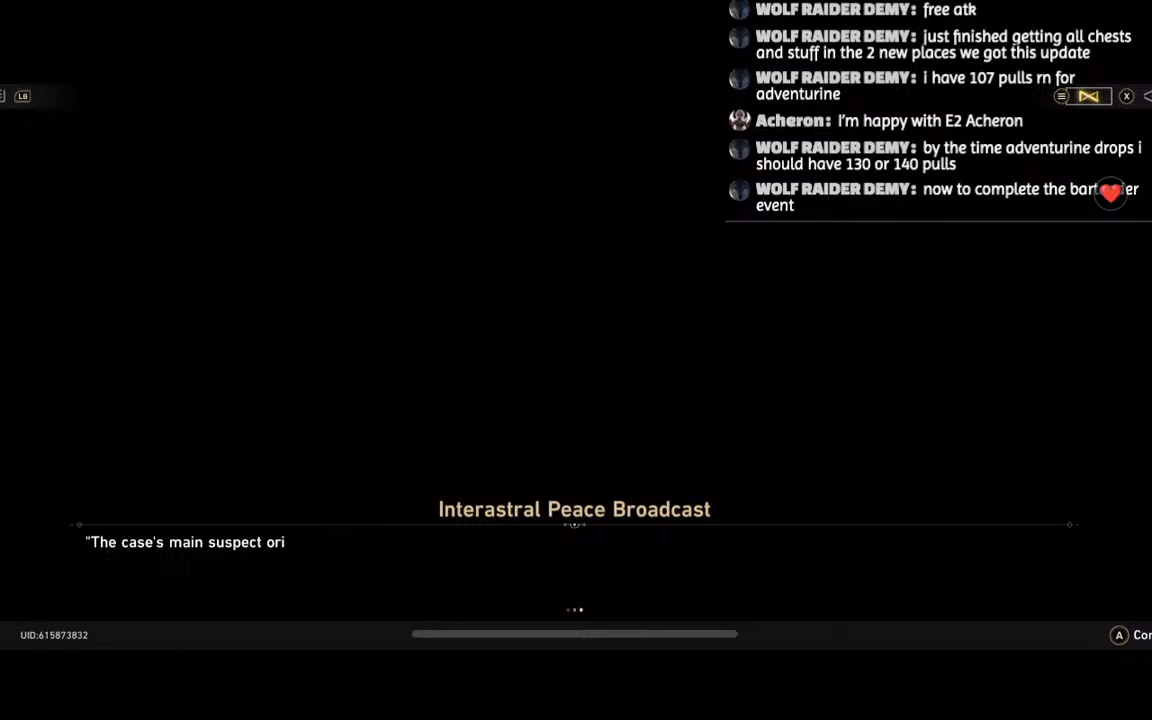 WOLF RAIDER DEMY: free atk
WOLF RAIDER DEMY: just finished getting all chests
and stuff in the 2 new places we got this update
WOLF RAIDER DEMY: i have 107 pulls rn for
adventurine
LB
X
Acheron: I'm happy with E2 Acheron
WOLF RAIDER DEMY: by the time adventurine drops i
should have 130 or 140 pulls
WOLF RAIDER DEMY: now to complete the
event
Interastral Peace Broadcast
"The case's main suspect ori
UID:615873832
A Con